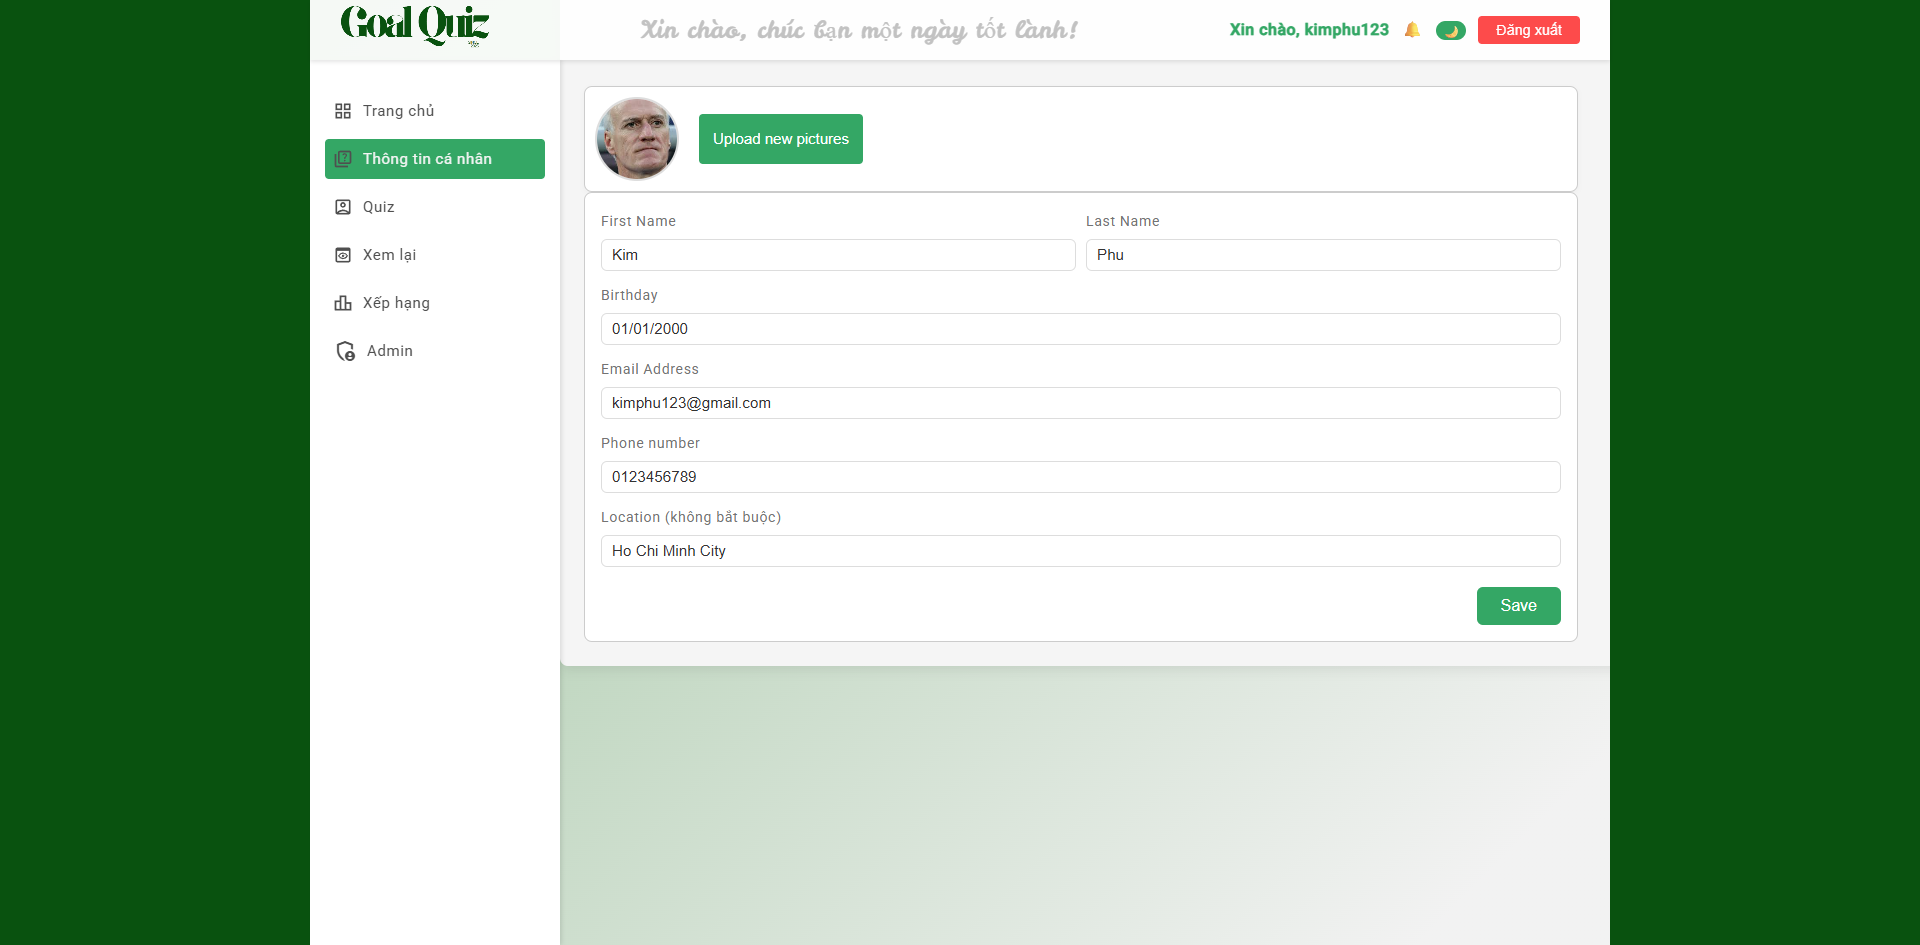 Goal Quiz
Xin chào, chúc bạn một ngày tốt lành!
Xin chào, kimphu123
Đăng xuất
Trang chủ
Thông tin cá nhân
Quiz
Xem lại
Xếp hạng
Admin
Upload new pictures
First Name
Last Name
Kim
Phu
Birthday
01/01/2000
Email Address
kimphu123@gmail.com
Phone number
0123456789
Location (không bắt buộc)
Ho Chi Minh City
Save